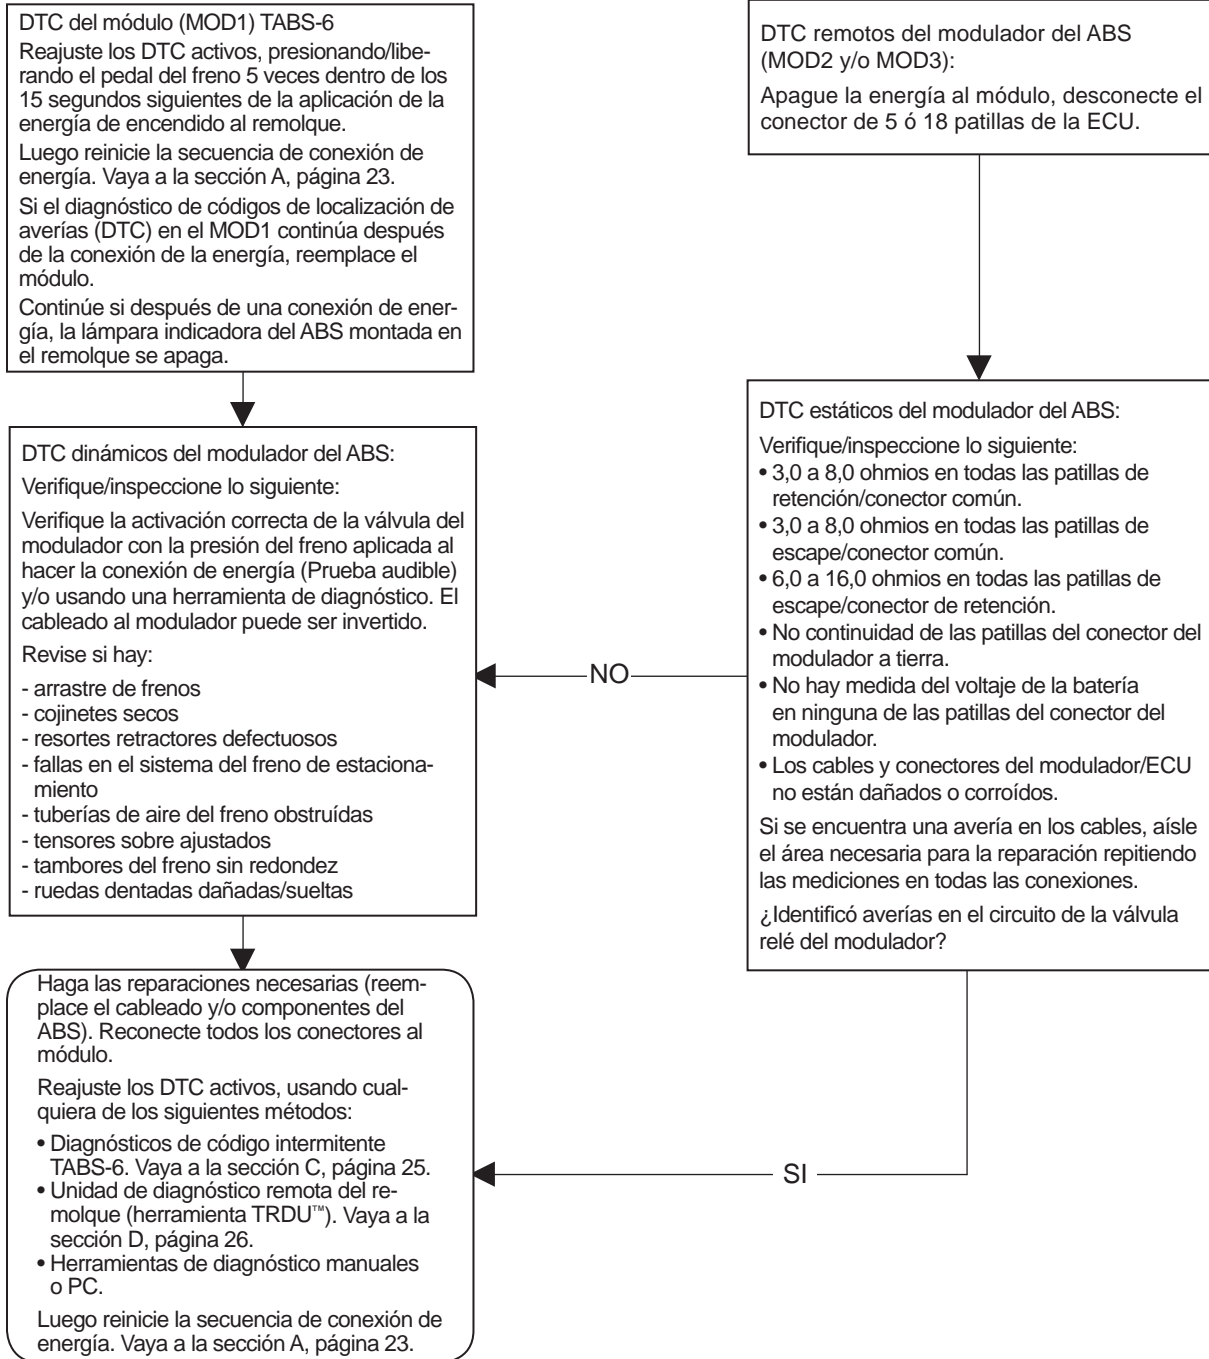 DTC del módulo (MOD1) TABS-6
Reajuste los DTC activos, presionando/libe-
rando el pedal del freno 5 veces dentro de los
15 segundos siguientes de la aplicación de la
energía de encendido al remolque.
Luego reinicie la secuencia de conexión de
energía. Vaya a la sección A, página 23.
Si el diagnóstico de códigos de localización de
averías (DTC) en el MOD1 continúa después
de la conexión de la energía, reemplace el
módulo.
Continúe si después de una conexión de ener-
gía, la lámpara indicadora del ABS montada en
el remolque se apaga.
DTC remotos del modulador del ABS
(MOD2 y/o MOD3):
Apague la energía al módulo, desconecte el
conector de 5 ó 18 patillas de la ECU.
DTC dinámicos del modulador del ABS:
Verifique/inspeccione lo siguiente:
Verifique la activación correcta de la válvula del
modulador con la presión del freno aplicada al
hacer la conexión de energía (Prueba audible)
y/o usando una herramienta de diagnóstico. El
cableado al modulador puede ser invertido.
Revise si hay:
- arrastre de frenos
- cojinetes secos
- resortes retractores defectuosos
- fallas en el sistema del freno de estaciona-
miento
- tuberías de aire del freno obstruídas
- tensores sobre ajustados
- tambores del freno sin redondez
- ruedas dentadas dañadas/sueltas
NO
DTC estáticos del modulador del ABS:
Verifique/inspeccione lo siguiente:
• 3,0 a 8,0 ohmios en todas las patillas de
retención/conector común.
• 3,0 a 8,0 ohmios en todas las patillas de
escape/conector común.
• 6,0 a 16,0 ohmios en todas las patillas de
escape/conector de retención.
• No continuidad de las patillas del conector del
modulador a tierra.
• No hay medida del voltaje de la batería
en ninguna de las patillas del conector del
modulador.
• Los cables y conectores del modulador/ECU
no están dañados o corroídos.
Si se encuentra una avería en los cables, aísle
el área necesaria para la reparación repitiendo
las mediciones en todas las conexiones.
¿Identificó averías en el circuito de la válvula
relé del modulador?
Haga las reparaciones necesarias (reem-
place el cableado y/o componentes del
ABS). Reconecte todos los conectores al
módulo.
Reajuste los DTC activos, usando cual-
quiera de los siguientes métodos:
• Diagnósticos de código intermitente
TABS-6. Vaya a la sección C, página 25.
• Unidad de diagnóstico remota del re-
molque (herramienta TRDU™). Vaya a la
sección D, página 26.
• Herramientas de diagnóstico manuales
o PC.
Luego reinicie la secuencia de conexión de
energía. Vaya a la sección A, página 23.
SI